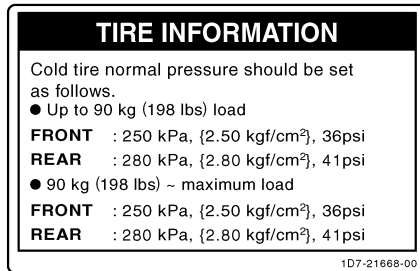 TIRE INFORMATION
Cold tire normal pressure should be set
as follows.
● Up to 90 kg (198 lbs) load
FRONT : 250 kPa, {2.50 kgf/cm²}, 36psi
REAR : 280 kPa, {2.80 kgf/cm²}, 41psi
● 90 kg (198 lbs) ~ maximum load
FRONT : 250 kPa, {2.50 kgf/cm²}, 36psi
REAR : 280 kPa, {2.80 kgf/cm²}, 41psi
1D7-21668-00